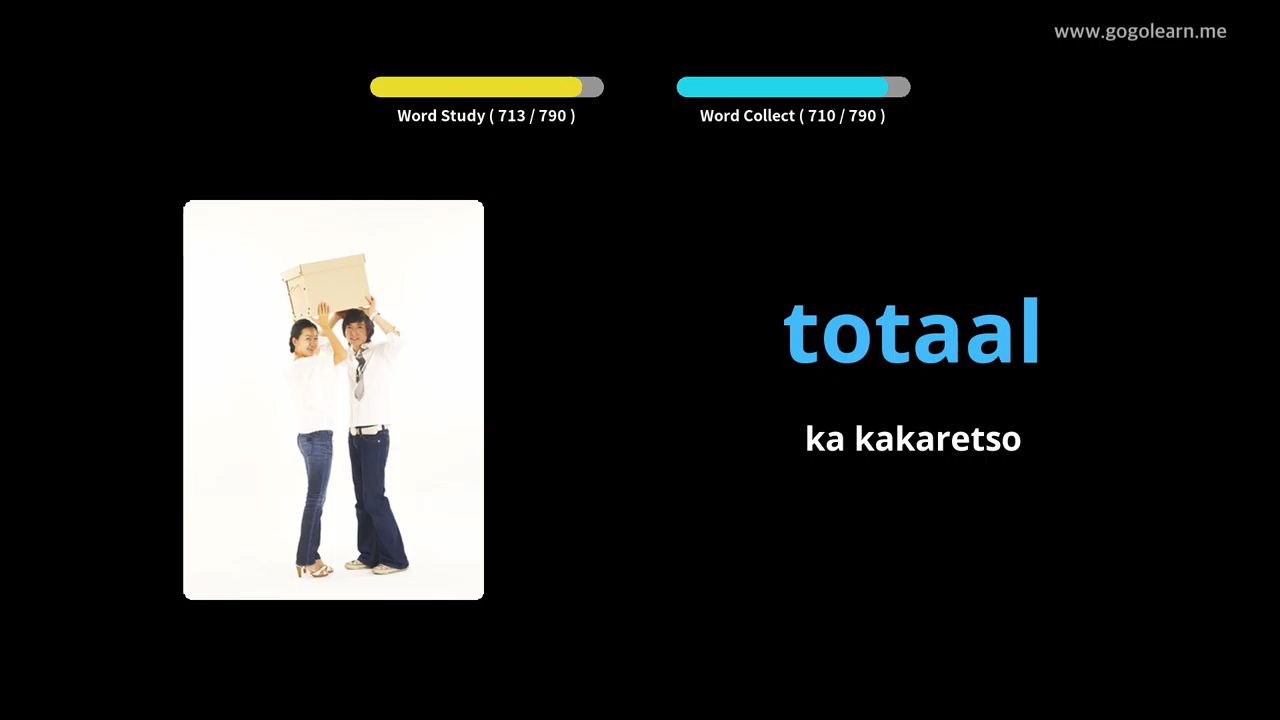 www.gogolearn.me
Word Study ( 713 / 790 )
Word Collect ( 710 / 790 )
totaal
ka kakaretso